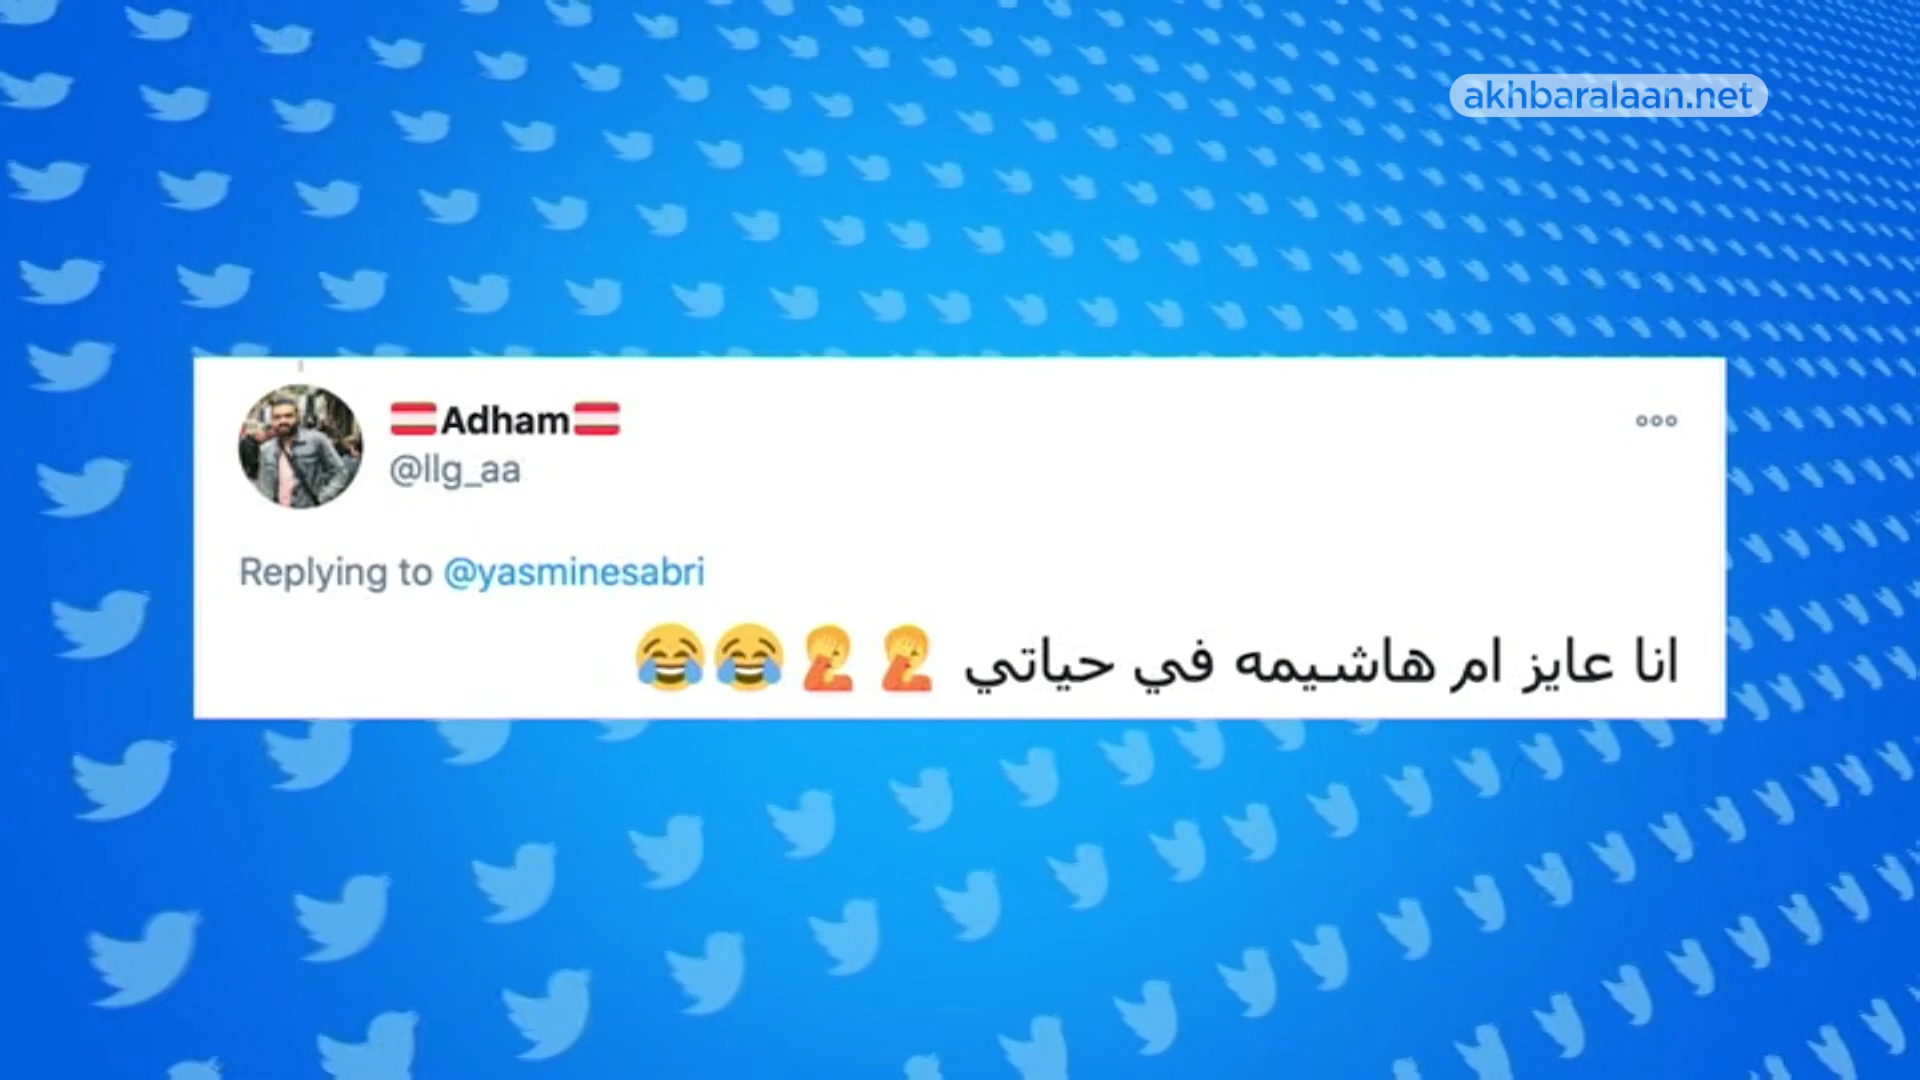 akhbaralaan.net
🇱🇧Adham🇱🇧
@llg_aa
Replying to @yasminesabri
انا عايز ام هاشيمه في حياتي 🤦🤦😂😂